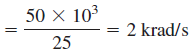 = 50 × 10³ / 25 = 2 krad/s